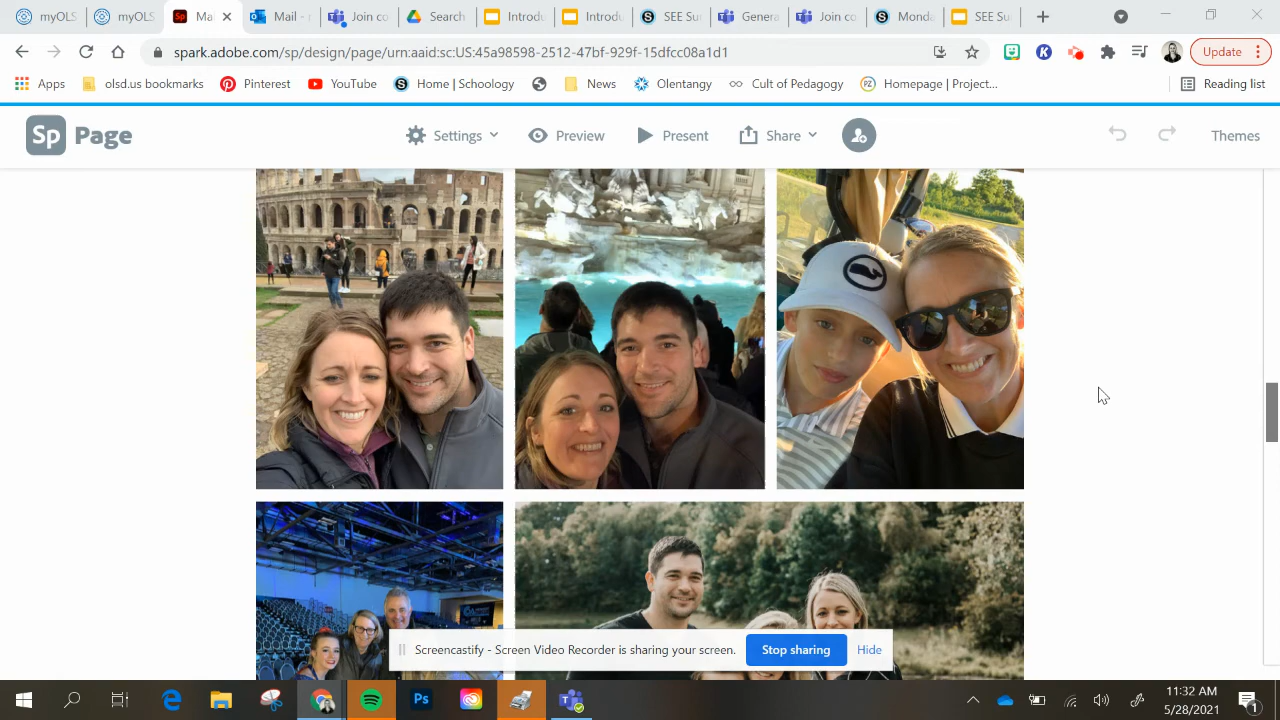 myOLS
myOLS
Sp Ma
Mail - p
Join co
Search
Introdu
Introdu
SEE Su
Genera
Join co
Monda
SEE Su
spark.adobe.com/sp/design/page/urn:aaid:sc:US:45a98598-2512-47bf-929f-15dfcc08a1d1
Update
Apps
olsd.us bookmarks
Pinterest
YouTube
Home | Schoology
News
Olentangy
Cult of Pedagogy
Homepage | Project...
Reading list
Sp Page
Settings
Preview
Present
Share
Themes
Screencastify - Screen Video Recorder is sharing your screen.
Stop sharing
Hide
Ps
11:32 AM
5/28/2021
1